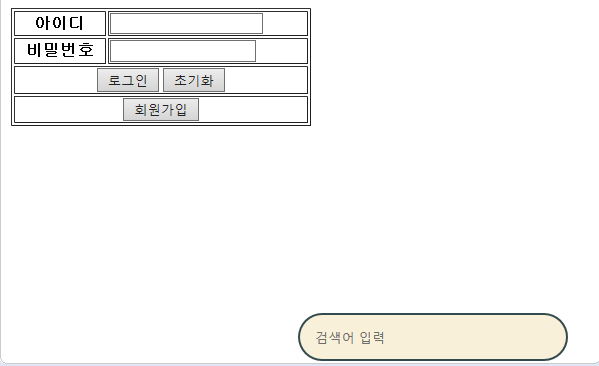 아이디
비밀번호
로그인 초기화
회원가입
검색어 입력